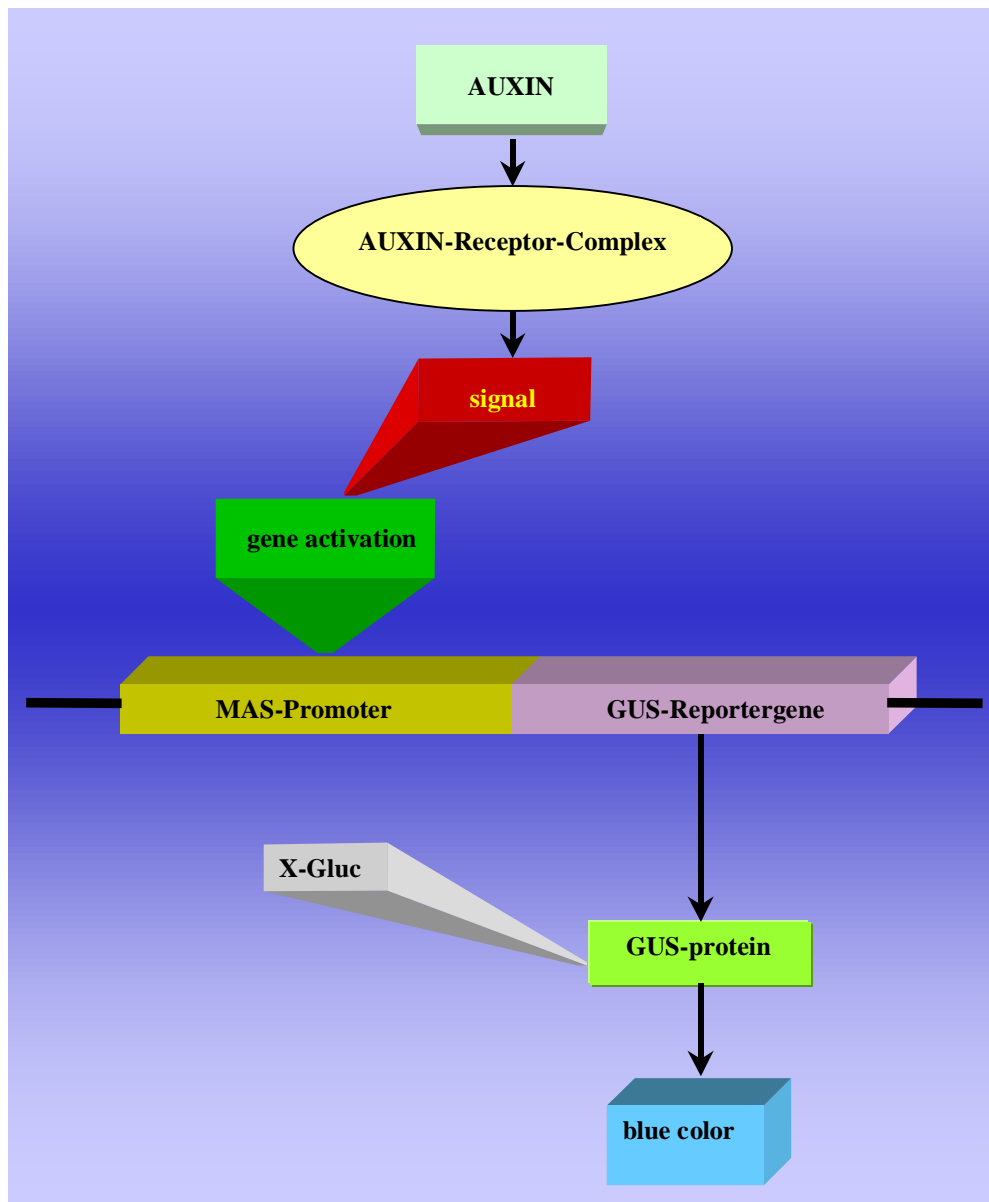 AUXIN
AUXIN-Receptor-Complex
signal
gene activation
MAS-Promoter
GUS-Reportergene
X-Gluc
GUS-protein
blue color